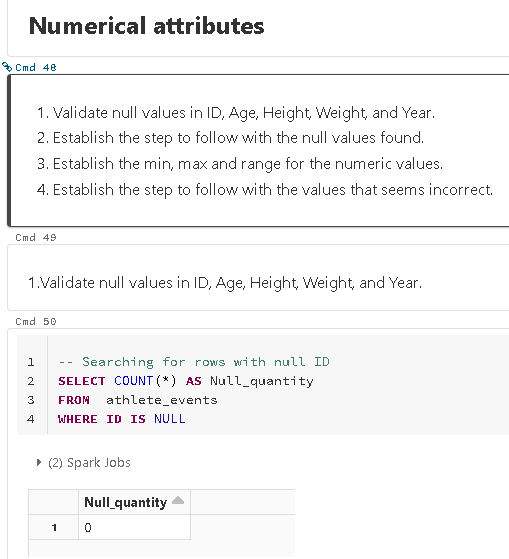 Numerical attributes
Cmd 48
1. Validate null values in ID, Age, Height, Weight, and Year.
2. Establish the step to follow with the null values found.
3. Establish the min, max and range for the numeric values.
4. Establish the step to follow with the values that seems incorrect.
Cmd 49
1.Validate null values in ID, Age, Height, Weight, and Year.
Cmd 50
1 -- Searching for rows with null ID
2 SELECT COUNT(*) AS Null_quantity
3 FROM  athlete_events
4 WHERE ID IS NULL
(2) Spark Jobs
Null_quantity
1 0